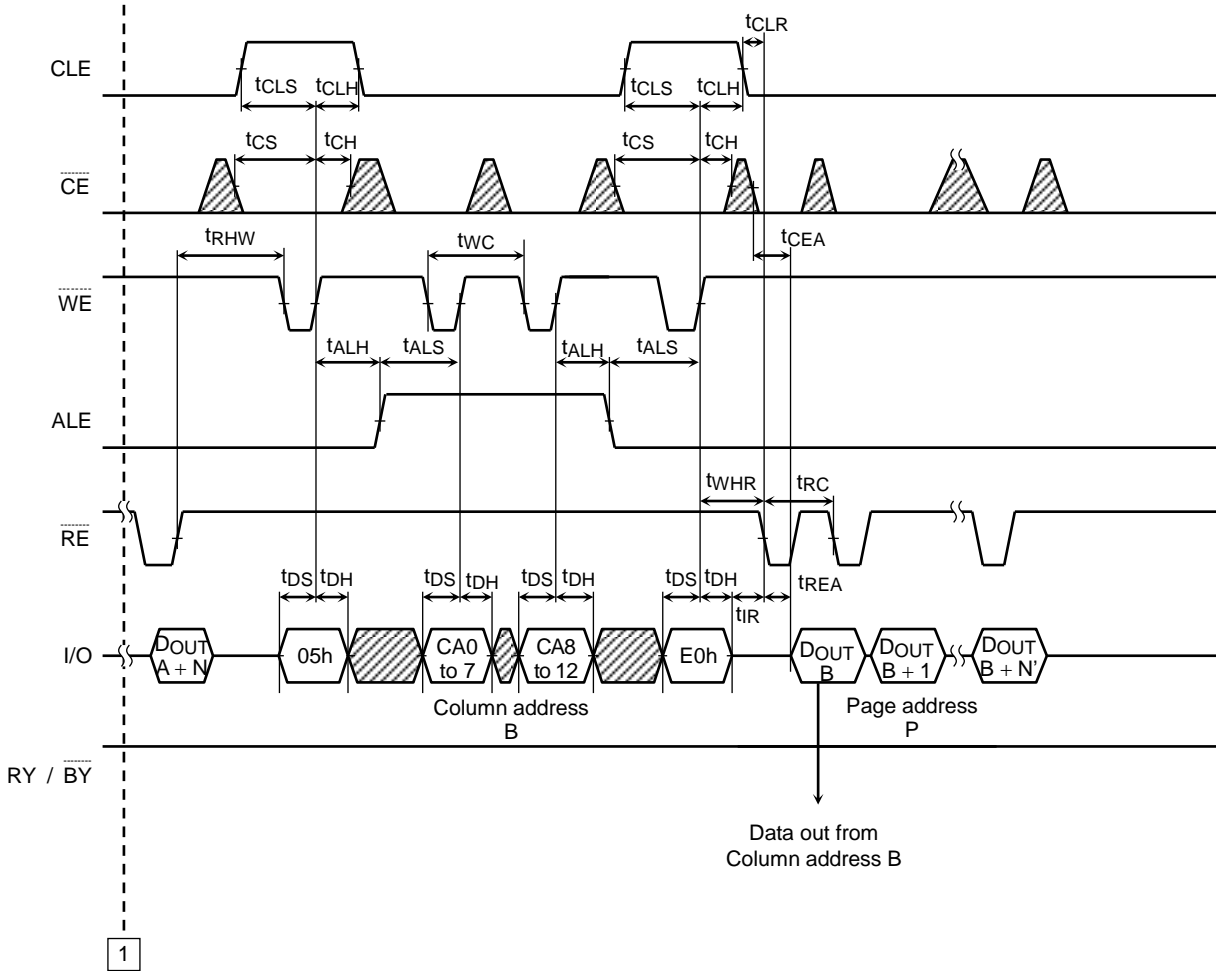 tCLR
CLE
tCLS tCLH tCLS tCLH
tCS tCH tCS tCH
CE
tRHW tWC tCEA
WE
tALH tALS tALH tALS
ALE
tWHR tRC
RE
tDS tDH tDS tDH tDS tDH tDS tDH tREA
tIR
I/O
DOUT
A + N
05h
CA0
to 7
CA8
to 12
E0h
DOUT
B
DOUT
B + 1
DOUT
B + N'
Column address
B
Page address
P
RY / BY
Data out from
Column address B
1